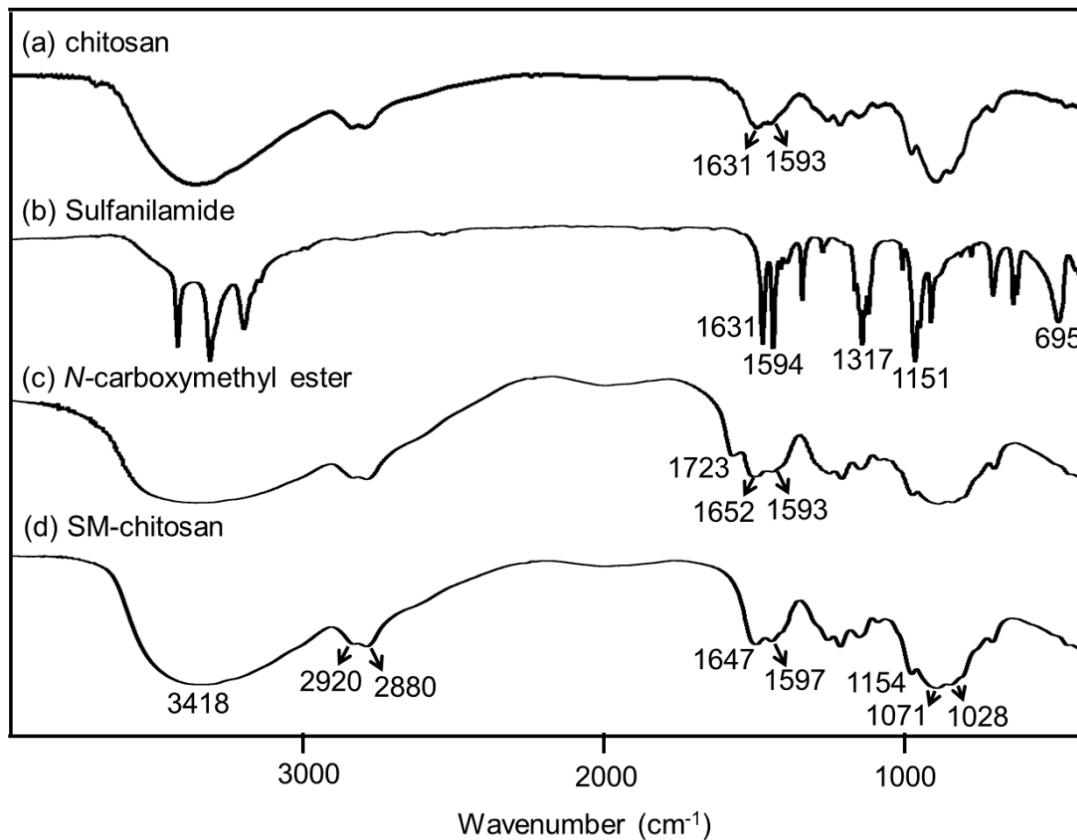 (a) chitosan
1631 1593
(b) Sulfanilamide
1631
1594
1317
1151
695
(c) N-carboxymethyl ester
1723
1652 1593
(d) SM-chitosan
3418
2920 2880
1647 1597
1154
1071 1028
3000 2000 1000
Wavenumber (cm⁻¹)